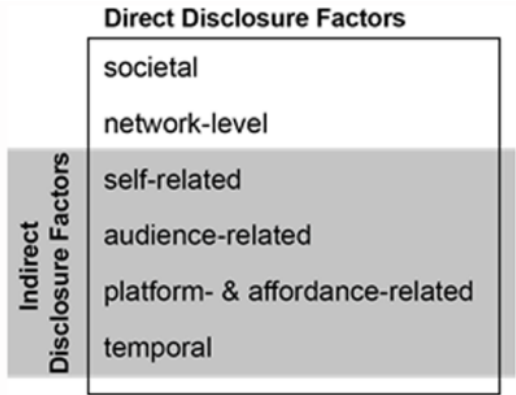 Direct Disclosure Factors
societal
network-level
self-related
audience-related
platform- & affordance-related
temporal
Indirect
Disclosure Factors